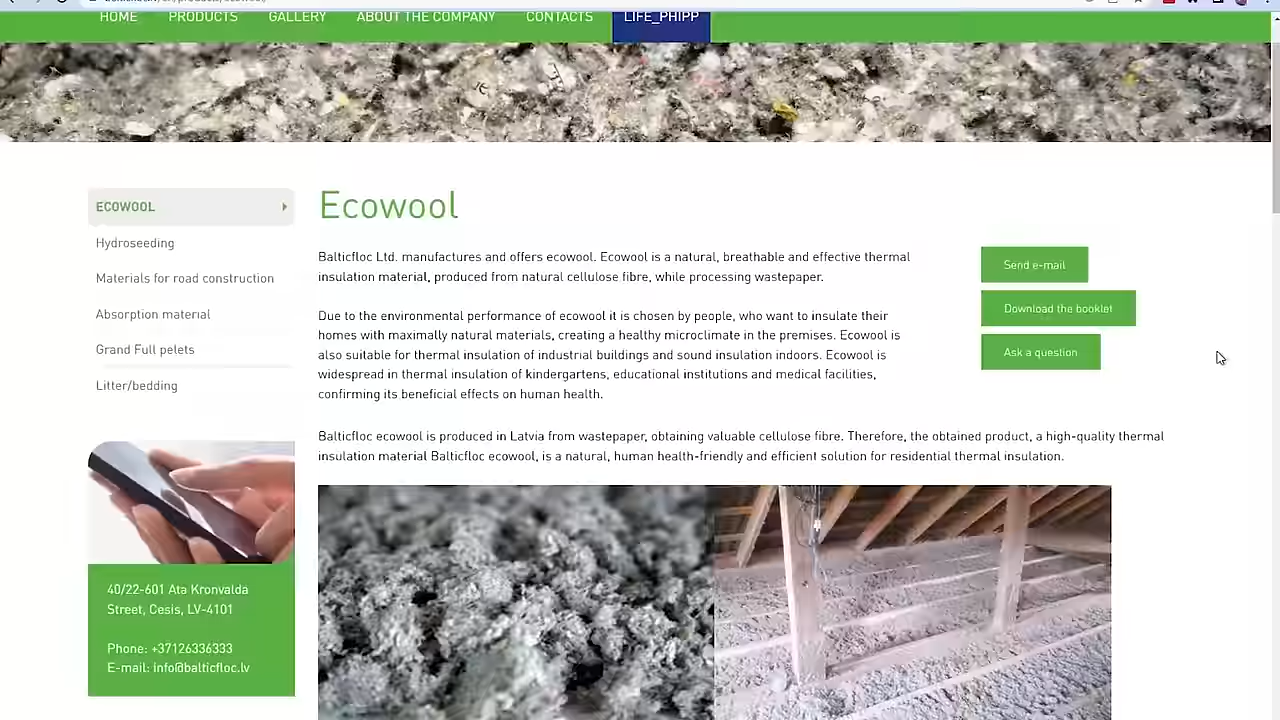 HOME PRODUCTS GALLERY ABOUT THE COMPANY CONTACTS LIFE_PHIPP
ECOWOOL
Hydroseeding
Materials for road construction
Absorption material
Grand Full pelets
Litter/bedding
40/22-601 Ata Kronvalda
Street, Cesis, LV-4101
Phone: +37126336333
E-mail: info@balticfloc.lv
Ecowool
Balticfloc Ltd. manufactures and offers ecowool. Ecowool is a natural, breathable and effective thermal
insulation material, produced from natural cellulose fibre, while processing wastepaper.
Due to the environmental performance of ecowool it is chosen by people, who want to insulate their
homes with maximally natural materials, creating a healthy microclimate in the premises. Ecowool is
also suitable for thermal insulation of industrial buildings and sound insulation indoors. Ecowool is
widespread in thermal insulation of kindergartens, educational institutions and medical facilities,
confirming its beneficial effects on human health.
Balticfloc ecowool is produced in Latvia from wastepaper, obtaining valuable cellulose fibre. Therefore, the obtained product, a high-quality thermal
insulation material Balticfloc ecowool, is a natural, human health-friendly and efficient solution for residential thermal insulation.
Send e-mail
Download the booklet
Ask a question